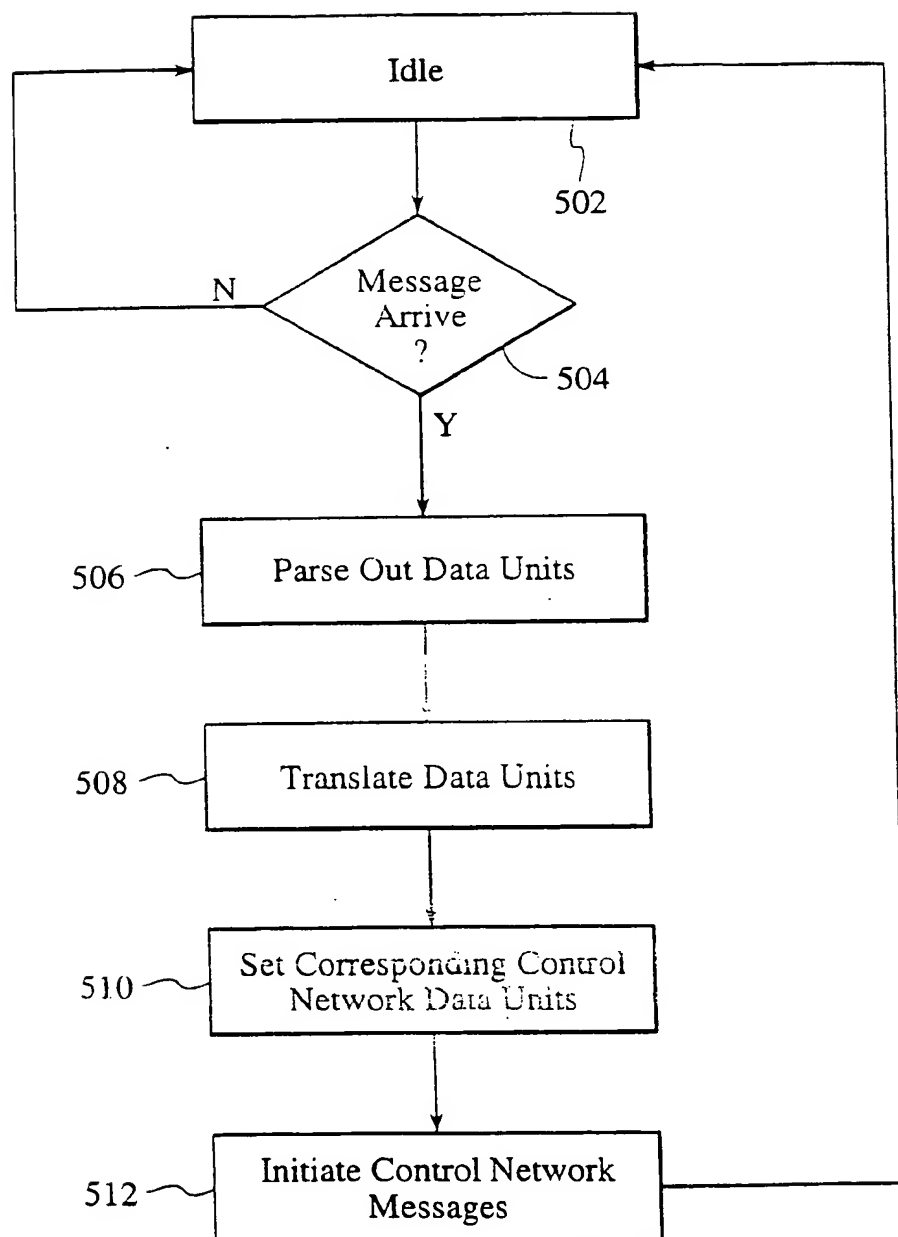 Idle
502
Message
Arrive
?
N
504
Y
506
Parse Out Data Units
508
Translate Data Units
510
Set Corresponding Control
Network Data Units
512
Initiate Control Network
Messages